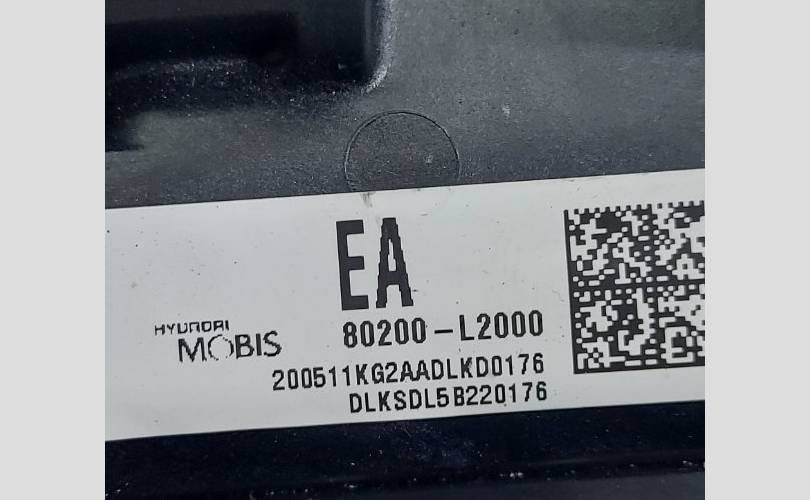 EA
80200-L2000
HYUNDAI
MOBIS
200511KG2AADLKD0176
DLKSDL5B220176